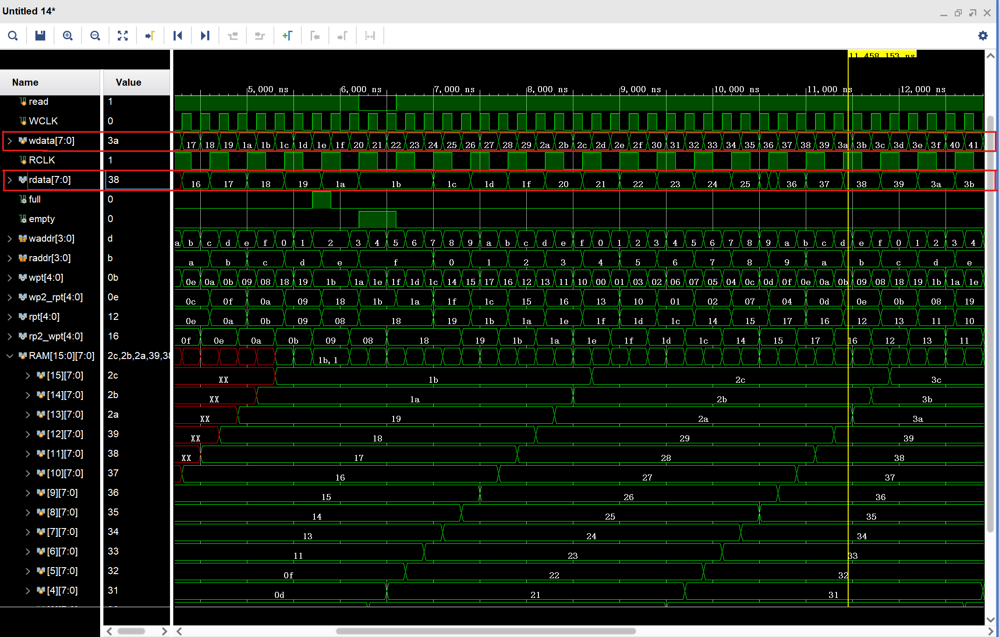 Untitled 14*
11,458.153 ns
Name Value
5,000 ns 6,000 ns 7,000 ns 8,000 ns 9,000 ns 10,000 ns 11,000 ns 12,000 ns
read 1
WCLK 0
wdata[7:0] 3a 17 18 19 1a 1b 1c 1d 1e 1f 20 21 22 23 24 25 26 27 28 29 2a 2b 2c 2d 2e 2f 30 31 32 33 34 35 36 37 38 39 3a 3b 3c 3d 3e 3f 40 41
RCLK 1
rdata[7:0] 38 16 17 18 19 1a 1b 1c 1d 1f 20 21 22 23 24 25 36 37 38 39 3a 3b
full 0
empty 0
waddr[3:0] d a b c d e f 0 1 2 3 4 5 6 7 8 9 a b c d e f 0 1 2 3 4 5 6 7 8 9 a b c d e f 0 1 2 3 4
raddr[3:0] b a b c d e f 0 1 2 3 4 5 6 7 8 9 a b c d e
wpt[4:0] 0b 0e 0a 0b 09 08 18 19 1b 1a 1e 1f 1d 1c 14 15 17 16 12 13 11 10 00 01 03 02 06 07 05 04 0c 0d 0f 0e 0a 0b 09 08 18 19 1b 1a 1e
wp2_rpt[4:0] 0e 0c 0f 0a 09 18 1b 1a 1f 1c 15 16 13 10 01 02 07 04 0d 0e 0b 08 19
rpt[4:0] 12 0e 0a 0b 09 08 18 19 1b 1a 1e 1f 1d 1c 14 15 17 16 12 13 11 10
rp2_wpt[4:0] 16 0f 0e 0a 0b 09 08 18 19 1b 1a 1e 1f 1d 1c 14 15 17 16 12 13 11
RAM[15:0][7:0] 2c,2b,2a,39,38 1b,1
[15][7:0] 2c XX 1b 2c 3c
[14][7:0] 2b XX 1a 2b 3b
[13][7:0] 2a XX 19 2a 3a
[12][7:0] 39 XX 18 29 39
[11][7:0] 38 XX 17 28 38
[10][7:0] 37 16 27 37
[9][7:0] 36 15 26 36
[8][7:0] 35 14 25 35
[7][7:0] 34 13 24 34
[6][7:0] 33 11 23 33
[5][7:0] 32 0f 22 32
[4][7:0] 31 0d 21 31